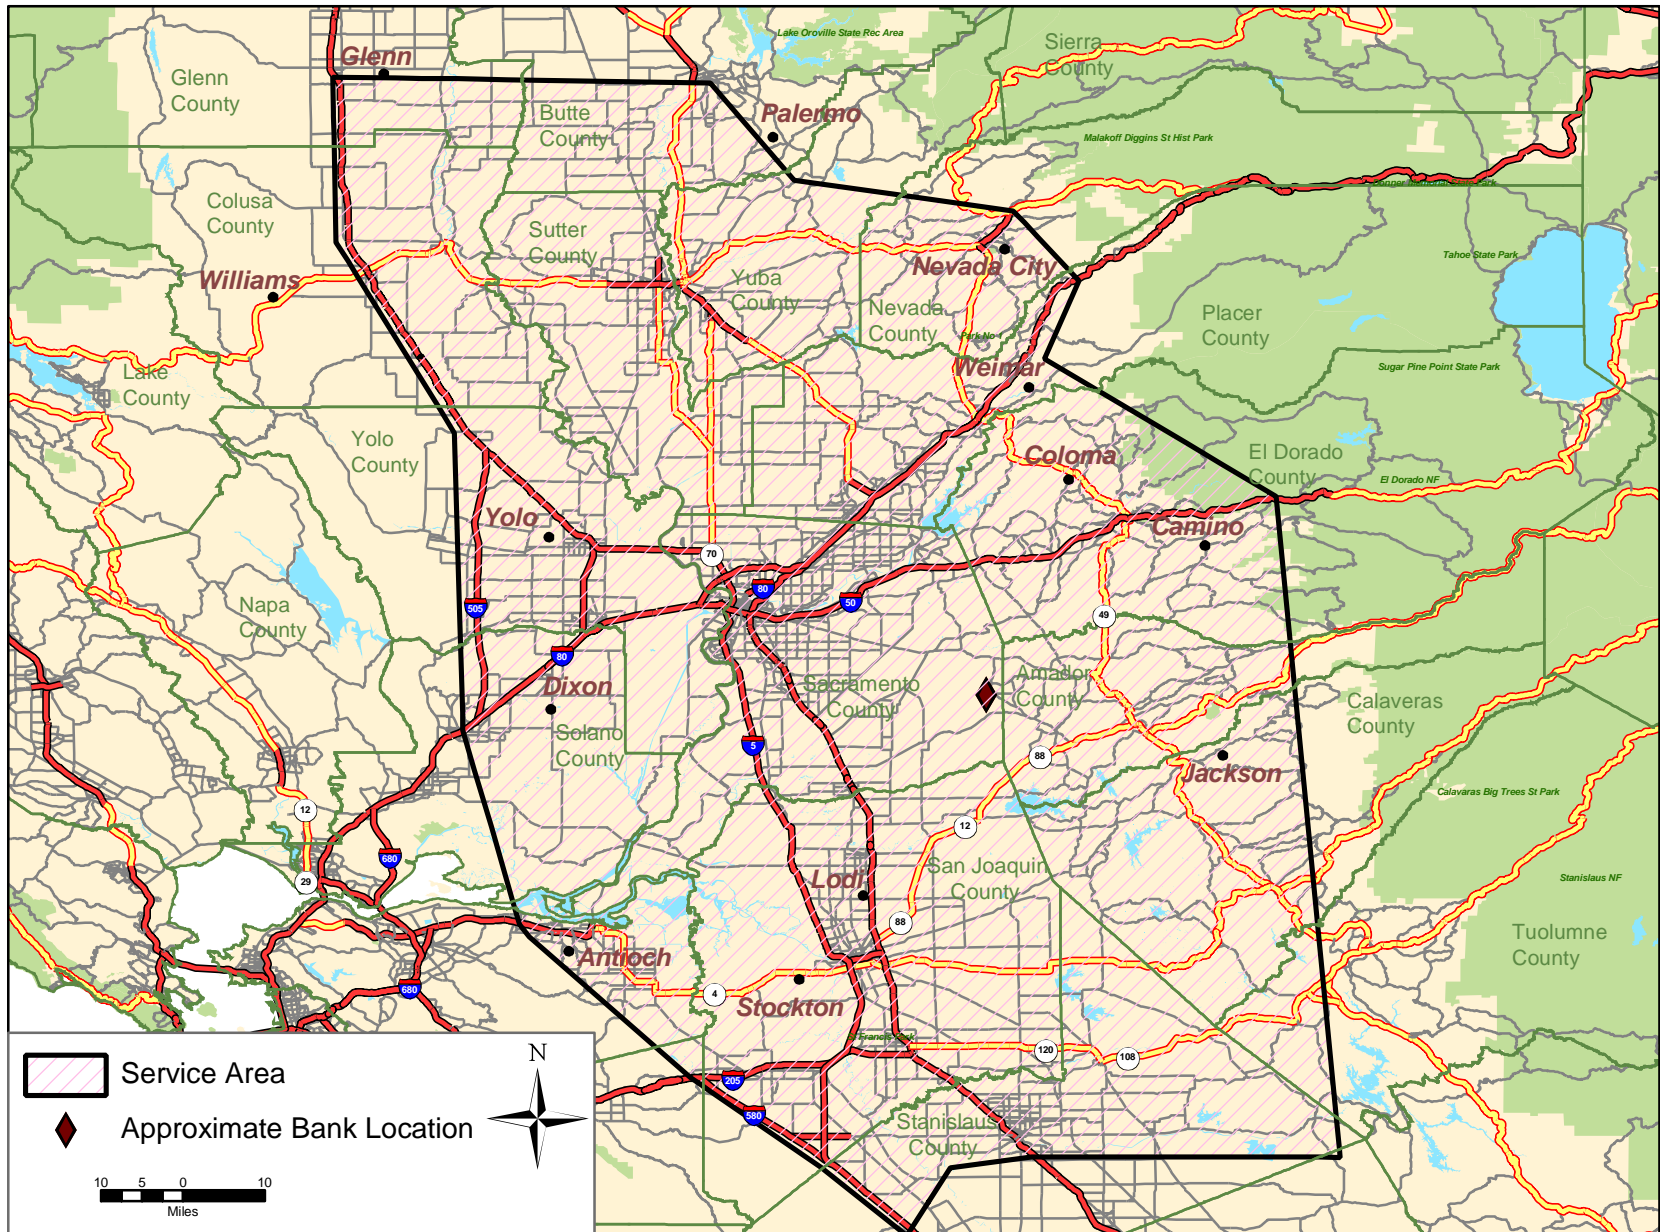 Lake Oroville State Rec Area
Sierra
County
Glenn
Glenn
County
Butte
County
Palermo
Malakoff Diggins St Hist Park
Colusa
County
Sutter
County
Nevada City
Tahoe State Park
Williams
Yuba
County
Nevada
County
Placer
County
Park No
Weimar
Sugar Pine Point State Park
Lake
County
Yolo
County
Coloma
El Dorado
County
El Dorado NF
Yolo
Camino
70
80
50
505
49
Napa
County
80
Dixon
Sacramento
County
Amador
County
Calaveras
County
Solano
County
5
88
Jackson
Calavaras Big Trees St Park
12
12
680
29
Lodi
San Joaquin
County
Stanislaus NF
88
Tuolumne
County
Antioch
680
4
Stockton
Francis Park
120
108
205
580
Stanislaus
County
N
Service Area
Approximate Bank Location
10 5 0 10
Miles